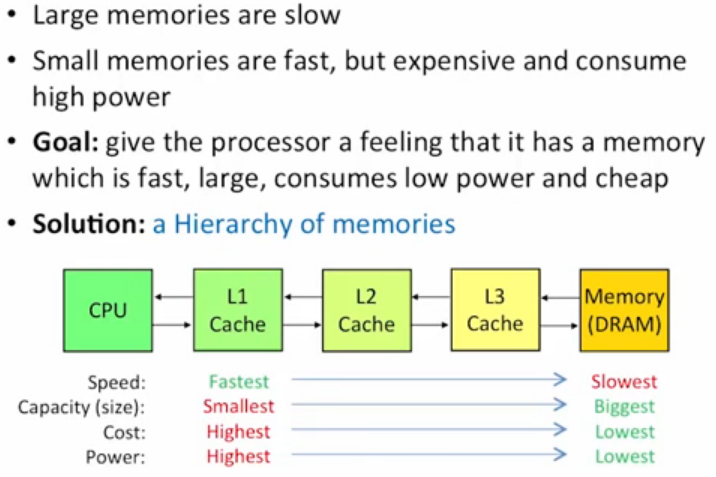 • Large memories are slow
• Small memories are fast, but expensive and consume
high power
• Goal: give the processor a feeling that it has a memory
which is fast, large, consumes low power and cheap
• Solution: a Hierarchy of memories
CPU
L1
Cache
L2
Cache
L3
Cache
Memory
(DRAM)
Speed: Fastest Slowest
Capacity (size): Smallest Biggest
Cost: Highest Lowest
Power: Highest Lowest